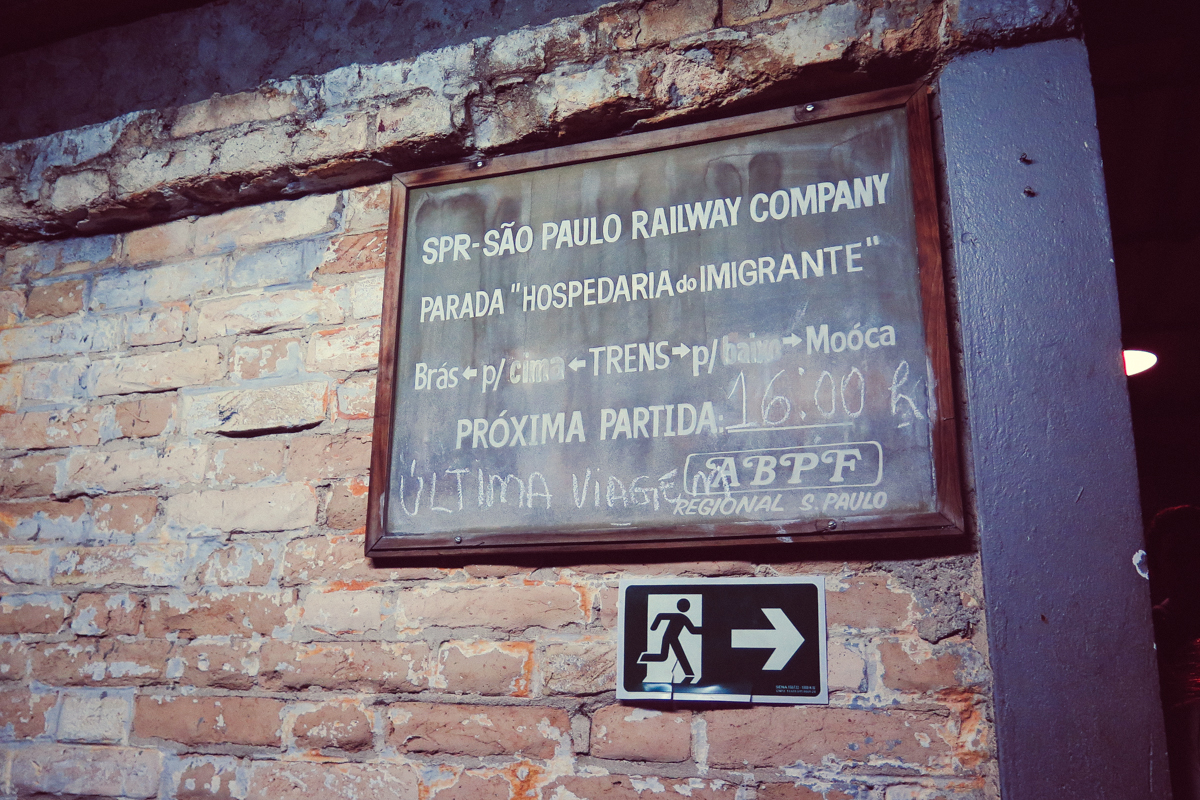 SPR-SÃO PAULO RAILWAY COMPANY
PARADA "HOSPEDARIA do IMIGRANTE"
Brás ← p/ cima ← TRENS → p/ baixo → Moóca
PRÓXIMA PARTIDA: 16:00 h
ÚLTIMA VIAGEM
ABPF
REGIONAL S. PAULO